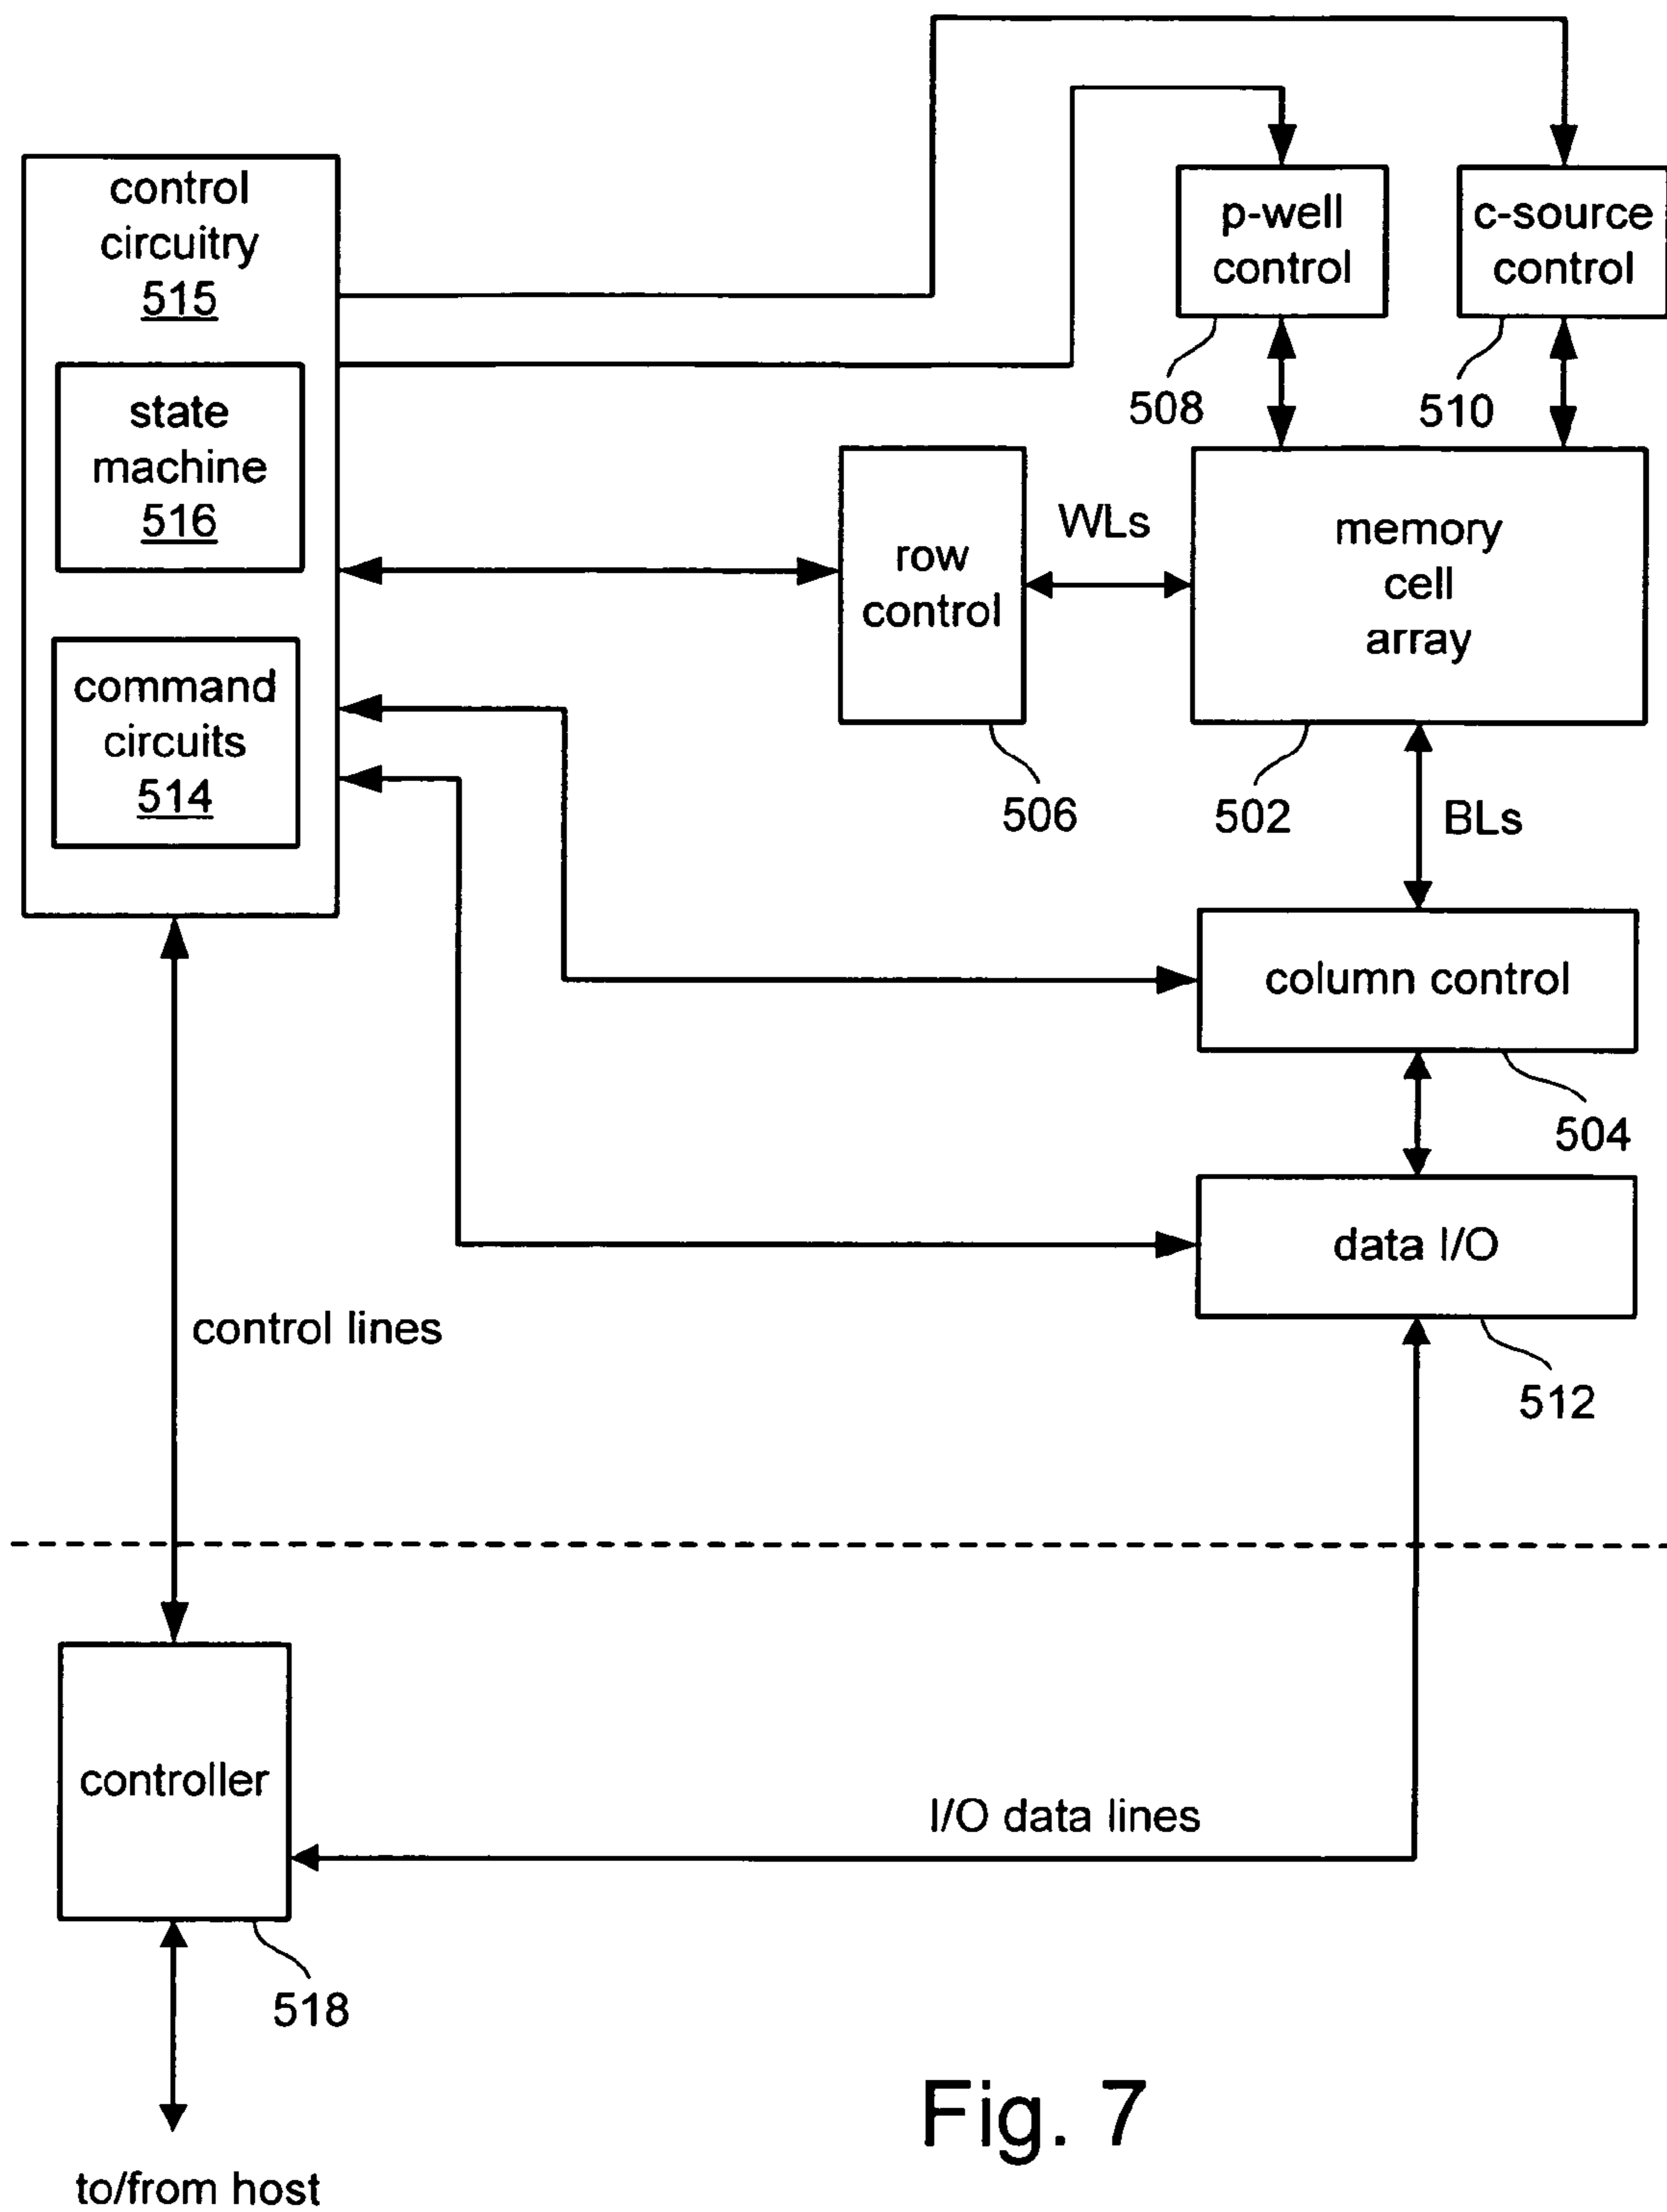 control
circuitry
515
state
machine
516
command
circuits
514
p-well
control
508
c-source
control
510
row
control
506
WLs
memory
cell
array
502
BLs
column control
504
data I/O
512
control lines
controller
518
I/O data lines
to/from host
Fig. 7